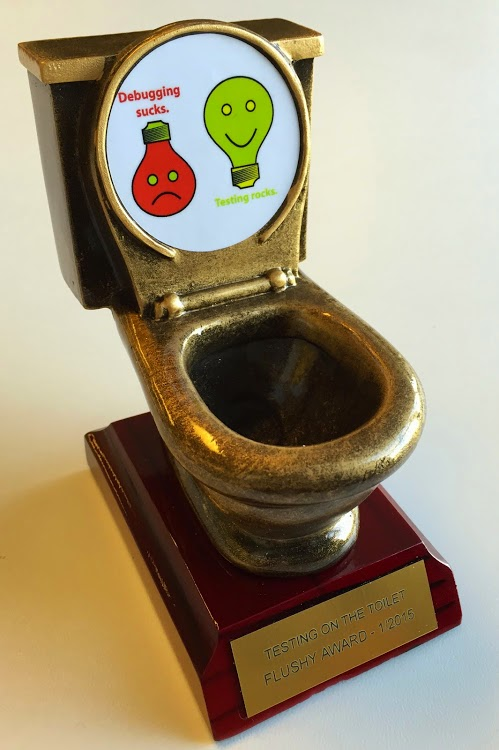 Debugging
sucks.
Testing rocks.
TESTING ON THE TOILET
FLUSHY AWARD - 1/2015